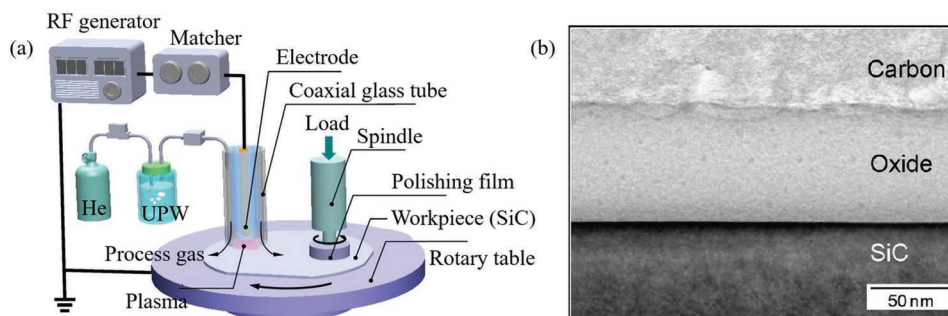 (a)
RF generator
Matcher
Electrode
Coaxial glass tube
Load
Spindle
Polishing film
Workpiece (SiC)
Rotary table
He
UPW
Process gas
Plasma
(b)
Carbon
Oxide
SiC
50 nm